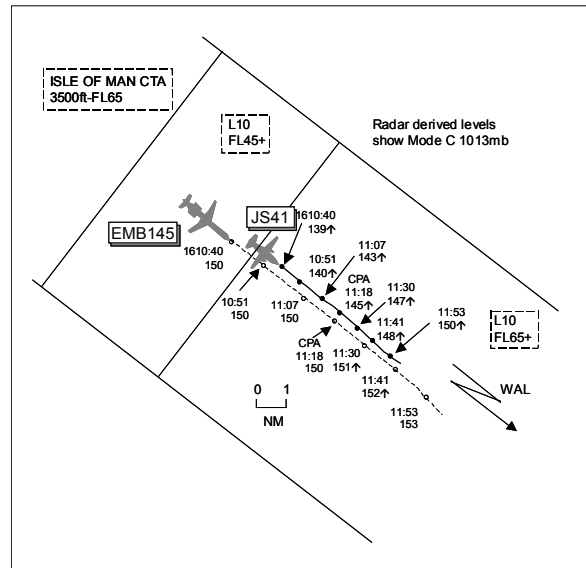 ISLE OF MAN CTA
3500ft-FL65
L10
FL45+
Radar derived levels
show Mode C 1013mb
JS41
EMB145
1610:40
139↑
1610:40
150
10:51
140↑
11:07
143↑
10:51
150
CPA
11:18
145↑
11:07
150
11:30
147↑
CPA
11:18
150
11:41
148↑
11:53
150↑
L10
FL65+
11:30
151↑
11:41
152↑
11:53
153
0 1
NM
WAL